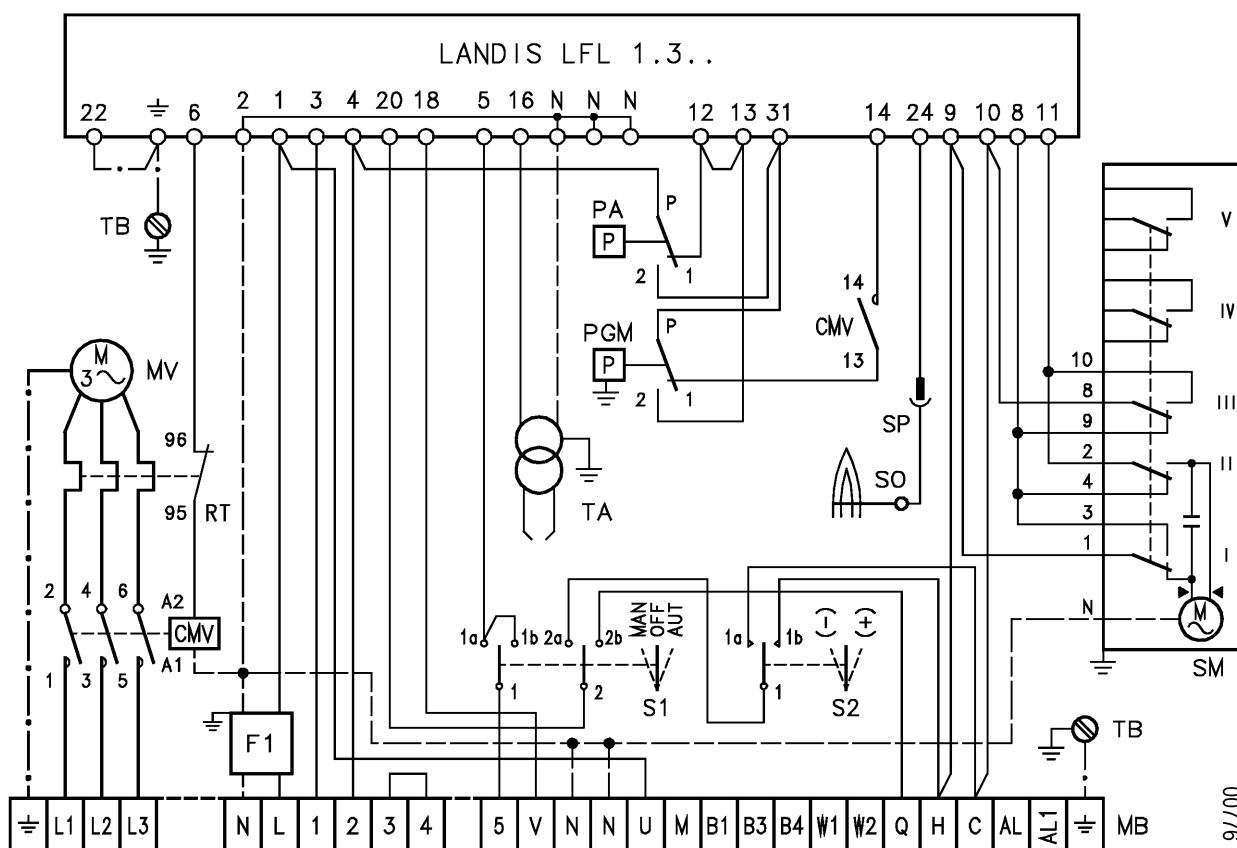 LANDIS LFL 1.3..
22 6 2 1 3 4 20 18 5 16 N N N 12 13 31 14 24 9 10 8 11
TB
PA
P
P
2 1
14
CMV
13
PGM
P
P
2 1
V
IV
10
8
III
9
2
II
4
3
1
I
N
M
SM
M
3
MV
96
95
RT
SP
SO
TA
2 4 6
A2
CMV
A1
1 3 5
1a 1b 2a 2b
MAN
OFF
AUT
1 2
S1
1a 1b
(-) (+)
1
S2
F1
TB
L1 L2 L3 N L 1 2 3 4 5 V N N U M B1 B3 B4 W1 W2 Q H C AL AL1
MB